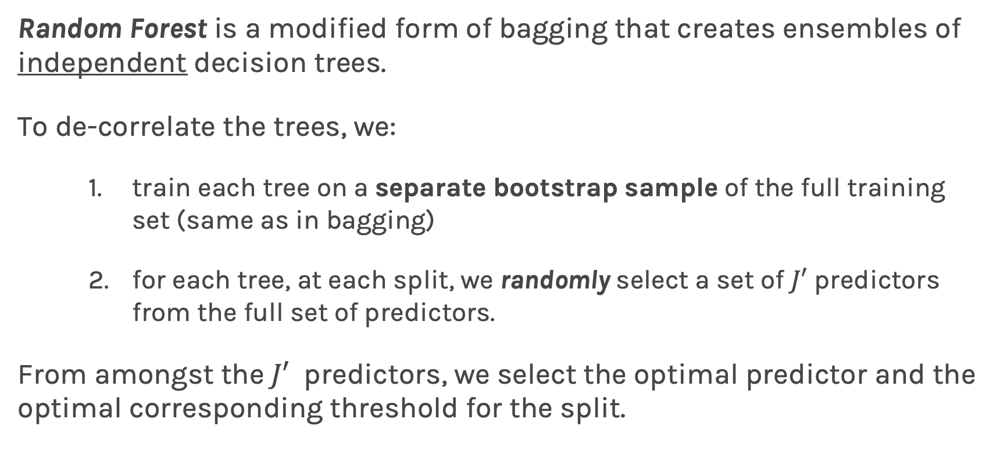 Random Forest is a modified form of bagging that creates ensembles of
independent decision trees.
To de-correlate the trees, we:
1. train each tree on a separate bootstrap sample of the full training
set (same as in bagging)
2. for each tree, at each split, we randomly select a set of J′ predictors
from the full set of predictors.
From amongst the J′ predictors, we select the optimal predictor and the
optimal corresponding threshold for the split.